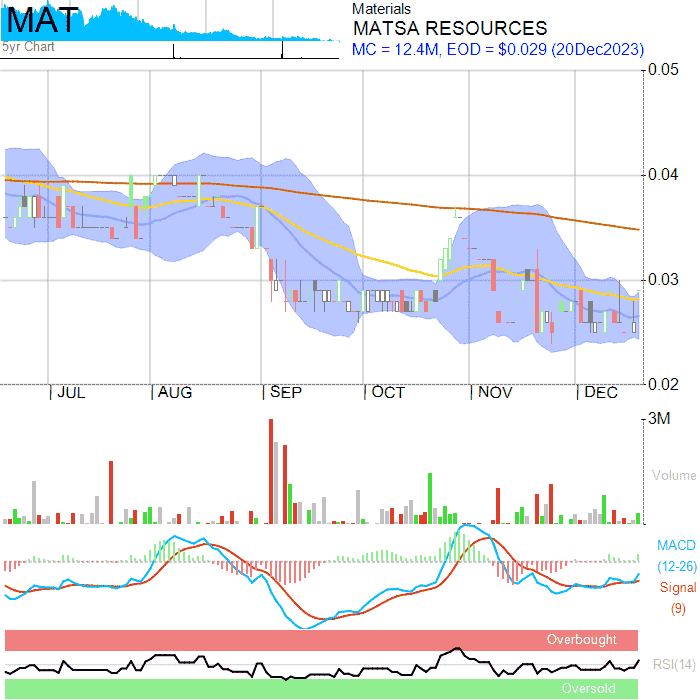 MAT
5yr Chart
Materials
MATSA RESOURCES
MC = 12.4M, EOD = $0.029 (20Dec2023)
0.05
0.04
0.03
0.02
JUL
AUG
SEP
OCT
NOV
DEC
3M
Volume
MACD
(12-26)
Signal
(9)
Overbought
RSI(14)
Oversold